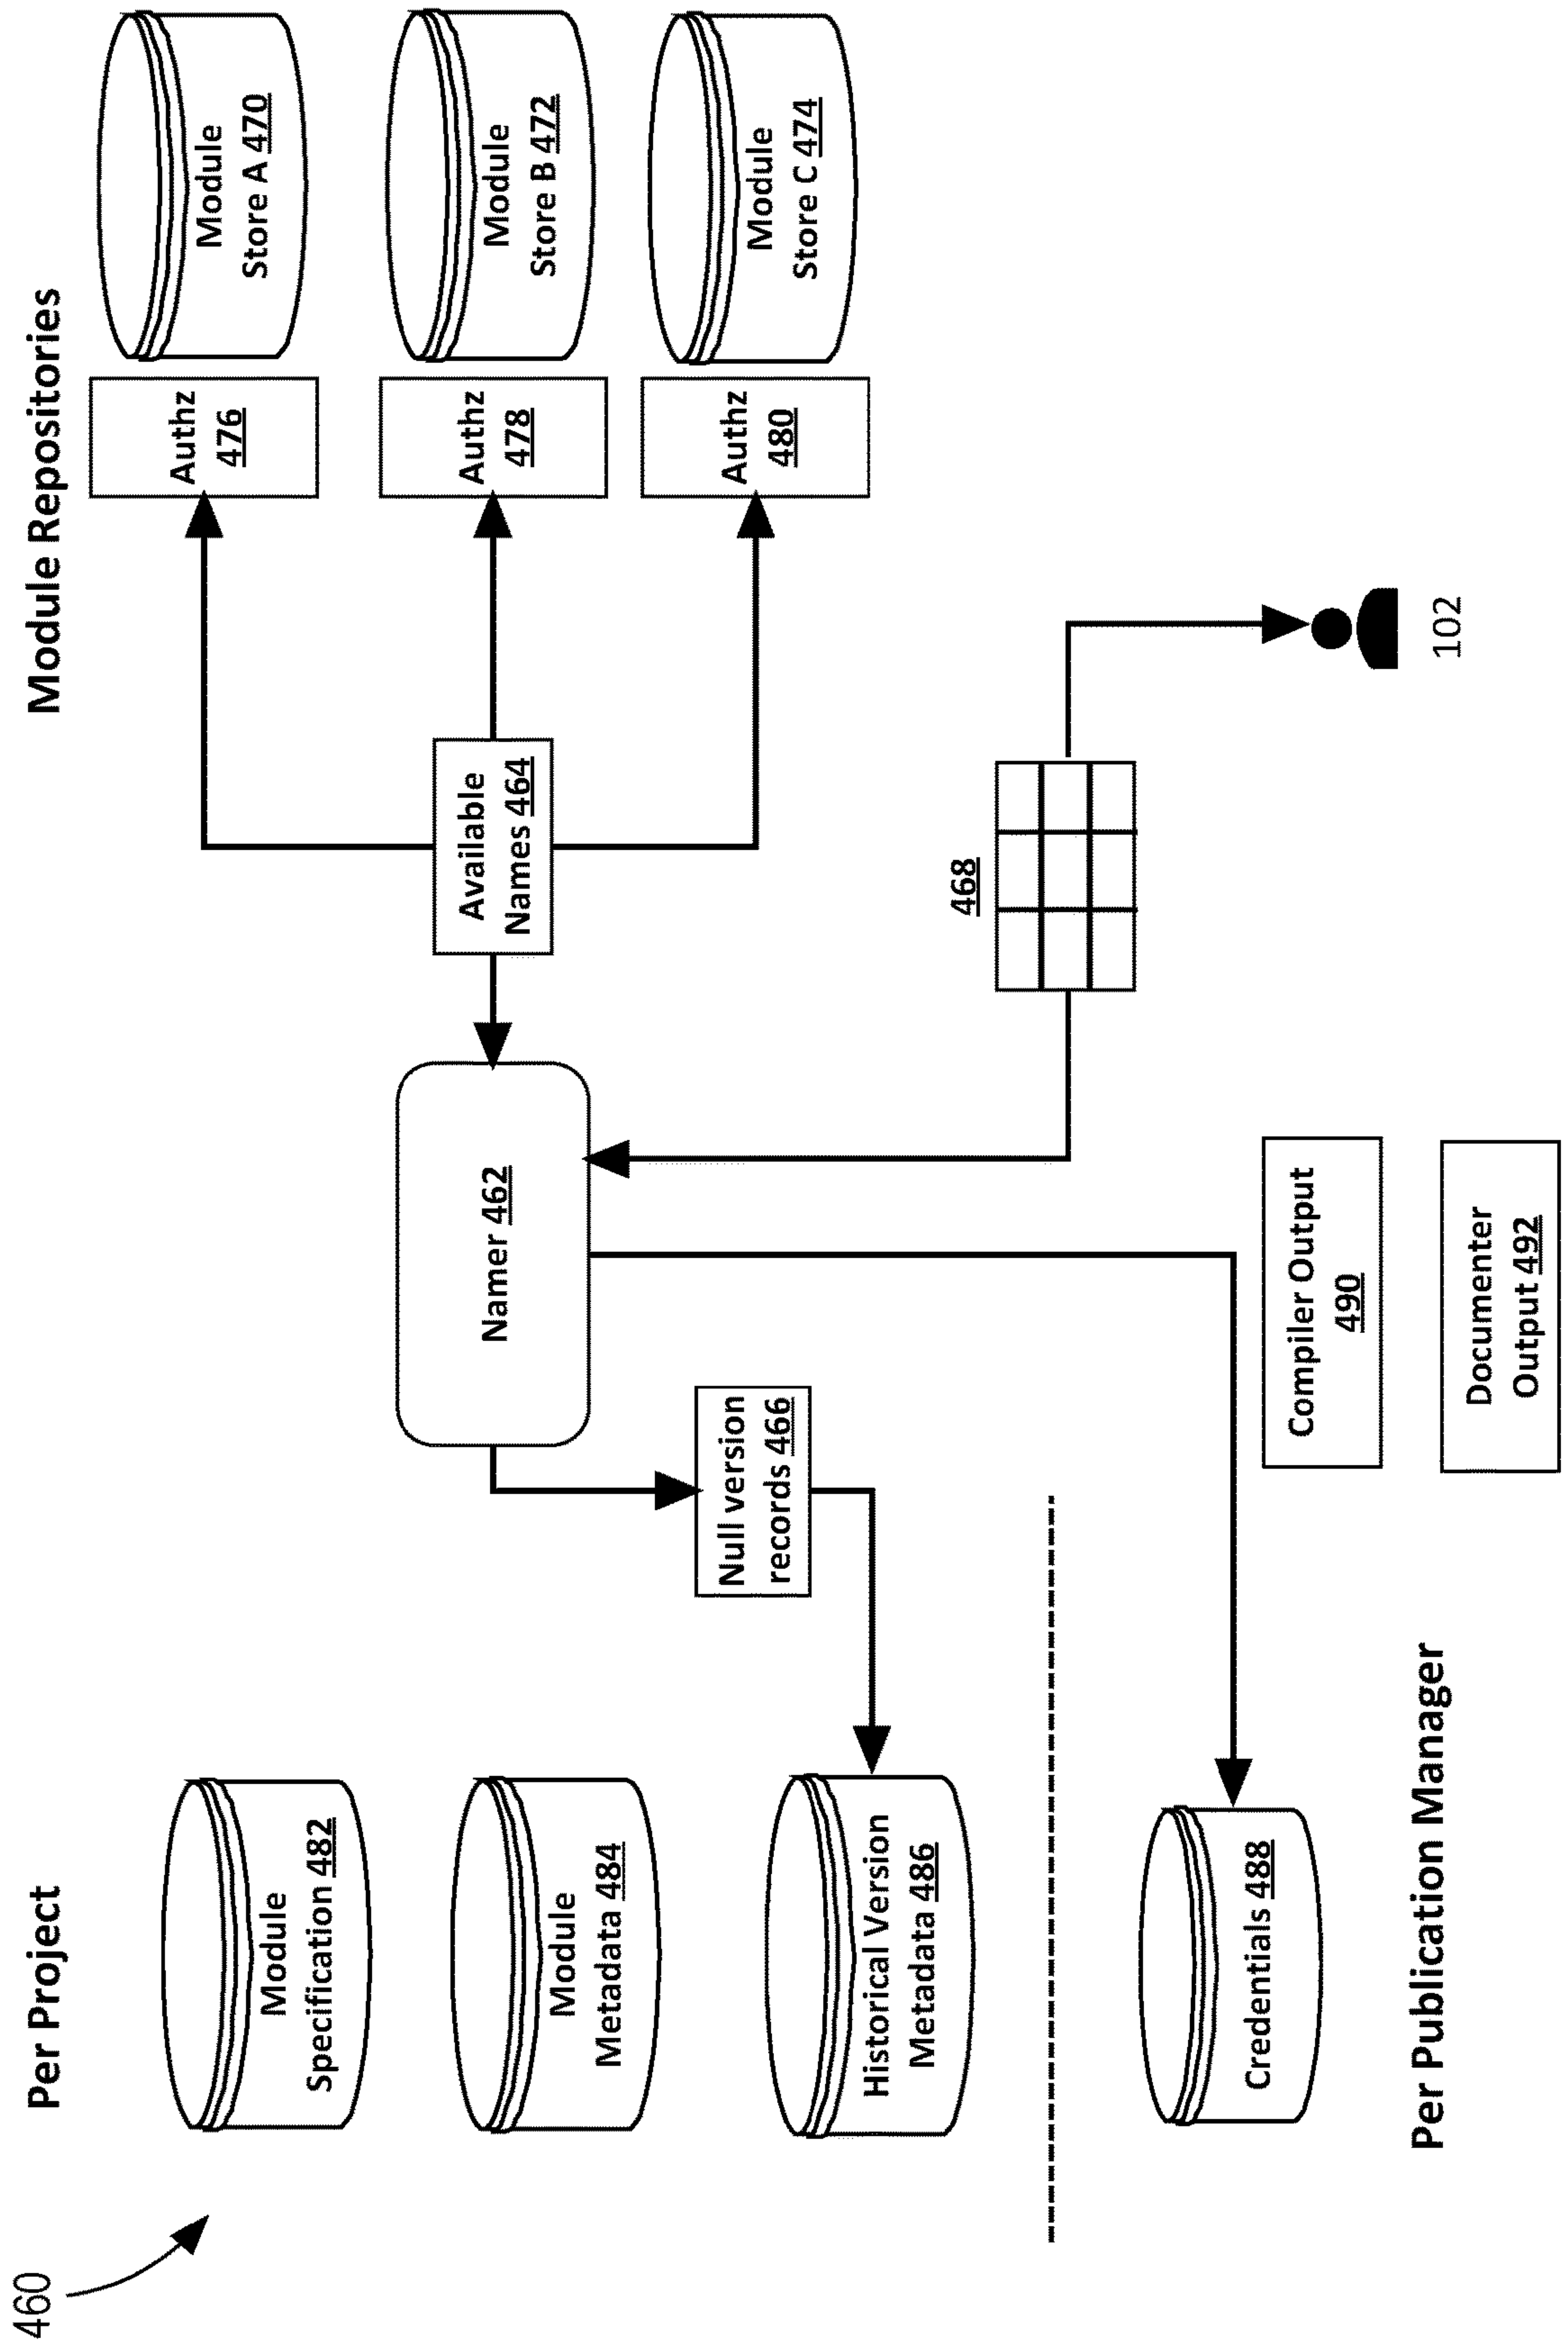 460
Per Project
Module Repositories
Module
Specification 482
Module
Metadata 484
Historical Version
Metadata 486
Null version
records 466
Namer 462
Available
Names 464
Authz
476
Authz
478
Authz
480
Module
Store A 470
Module
Store B 472
Module
Store C 474
468
102
Credentials 488
Per Publication Manager
Compiler Output
490
Documenter
Output 492